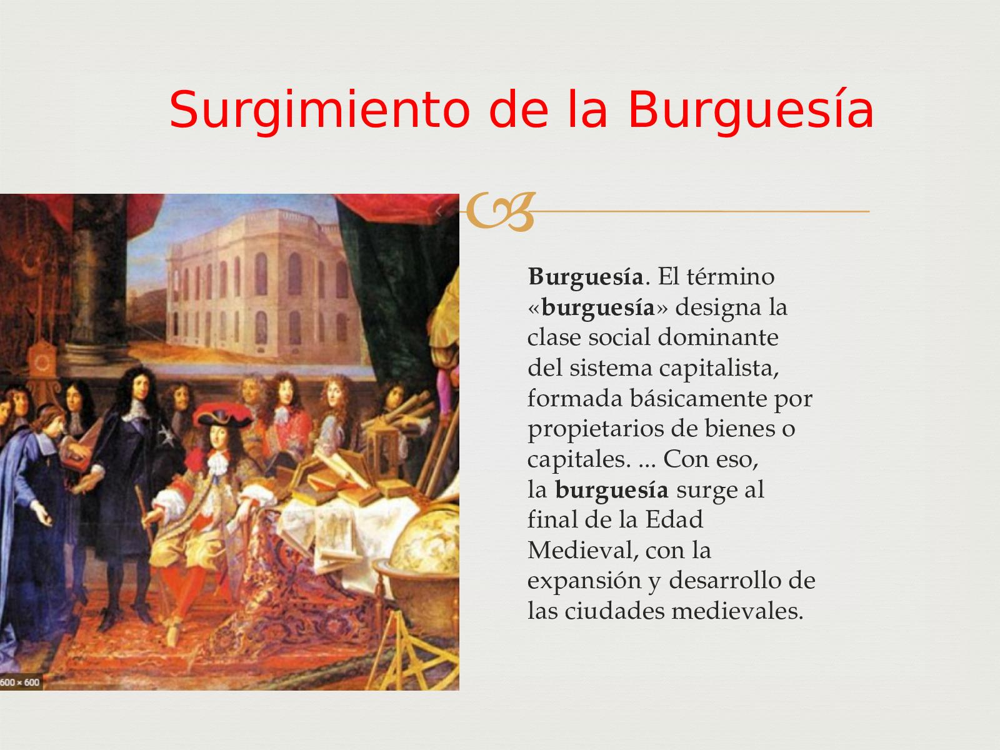 Surgimiento de la Burguesía
Burguesía. El término
«burguesía» designa la
clase social dominante
del sistema capitalista,
formada básicamente por
propietarios de bienes o
capitales. ... Con eso,
la burguesía surge al
final de la Edad
Medieval, con la
expansión y desarrollo de
las ciudades medievales.
600 × 600